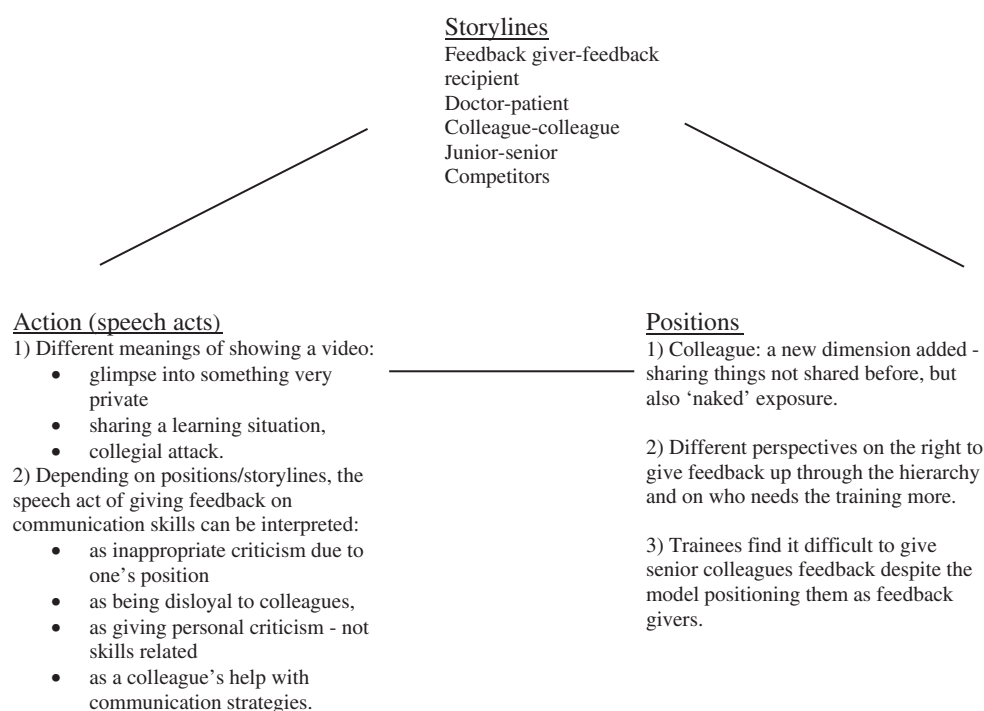 Storylines
Feedback giver-feedback
recipient
Doctor-patient
Colleague-colleague
Junior-senior
Competitors
Action (speech acts)
1) Different meanings of showing a video:
• glimpse into something very
private
• sharing a learning situation,
• collegial attack.
2) Depending on positions/storylines, the
speech act of giving feedback on
communication skills can be interpreted:
• as inappropriate criticism due to
one’s position
• as being disloyal to colleagues,
• as giving personal criticism - not
skills related
• as a colleague’s help with
communication strategies.
Positions
1) Colleague: a new dimension added -
sharing things not shared before, but
also ‘naked’ exposure.
2) Different perspectives on the right to
give feedback up through the hierarchy
and on who needs the training more.
3) Trainees find it difficult to give
senior colleagues feedback despite the
model positioning them as feedback
givers.